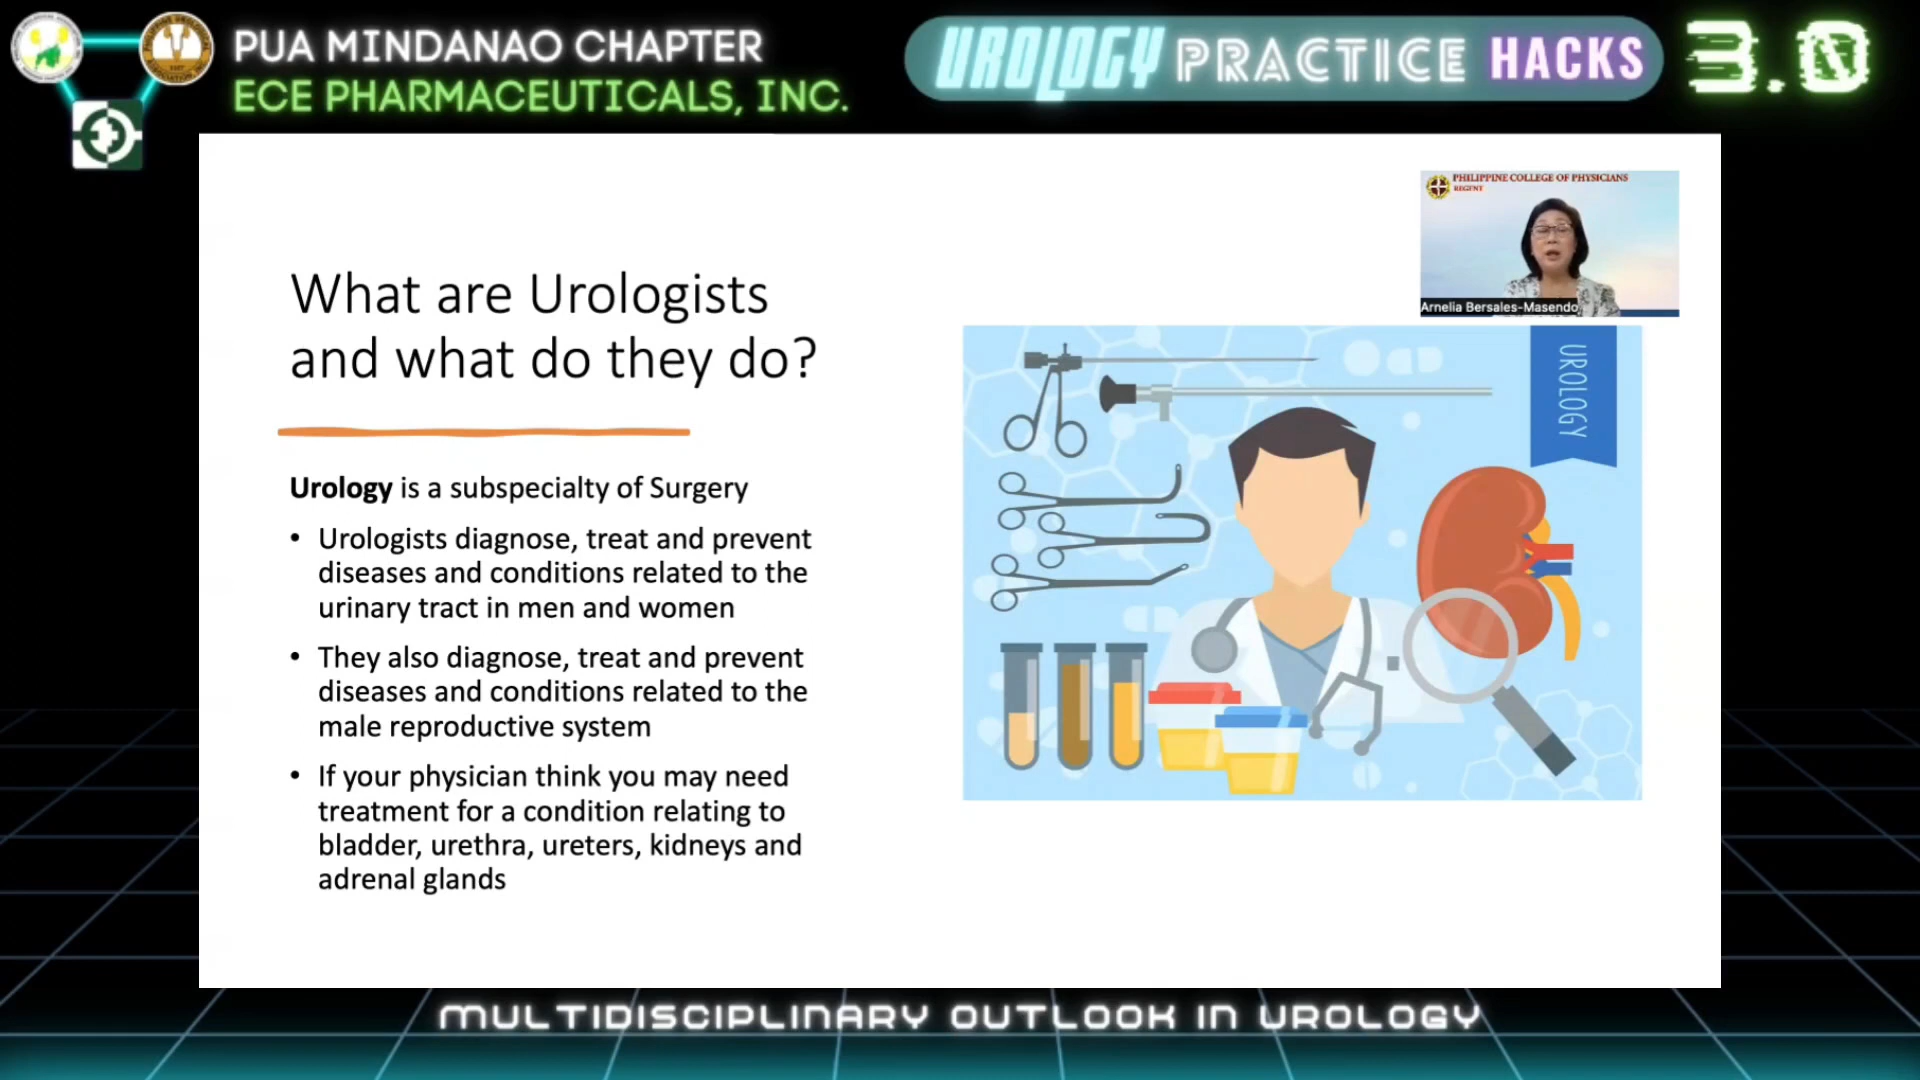 PUA MINDANAO CHAPTER
ECE PHARMACEUTICALS, INC.
UROLOGY PRACTICE HACKS 3.0
PHILIPPINE COLLEGE OF PHYSICIANS
REGENT
Arnelia Bersales-Masendo
What are Urologists
and what do they do?
Urology is a subspecialty of Surgery
• Urologists diagnose, treat and prevent
diseases and conditions related to the
urinary tract in men and women
• They also diagnose, treat and prevent
diseases and conditions related to the
male reproductive system
• If your physician think you may need
treatment for a condition relating to
bladder, urethra, ureters, kidneys and
adrenal glands
UROLOGY
MULTIDISCIPLINARY OUTLOOK IN UROLOGY